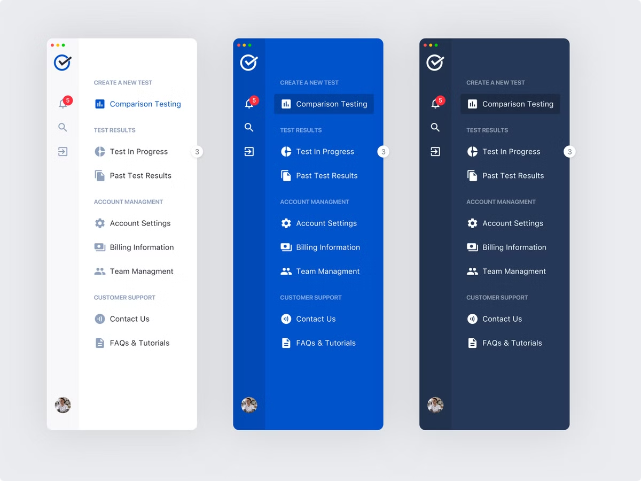 CREATE A NEW TEST
5
Comparison Testing
TEST RESULTS
Test In Progress
3
Past Test Results
ACCOUNT MANAGMENT
Account Settings
Billing Information
Team Managment
CUSTOMER SUPPORT
Contact Us
FAQs & Tutorials
CREATE A NEW TEST
5
Comparison Testing
TEST RESULTS
Test In Progress
3
Past Test Results
ACCOUNT MANAGMENT
Account Settings
Billing Information
Team Managment
CUSTOMER SUPPORT
Contact Us
FAQs & Tutorials
CREATE A NEW TEST
5
Comparison Testing
TEST RESULTS
Test In Progress
3
Past Test Results
ACCOUNT MANAGMENT
Account Settings
Billing Information
Team Managment
CUSTOMER SUPPORT
Contact Us
FAQs & Tutorials